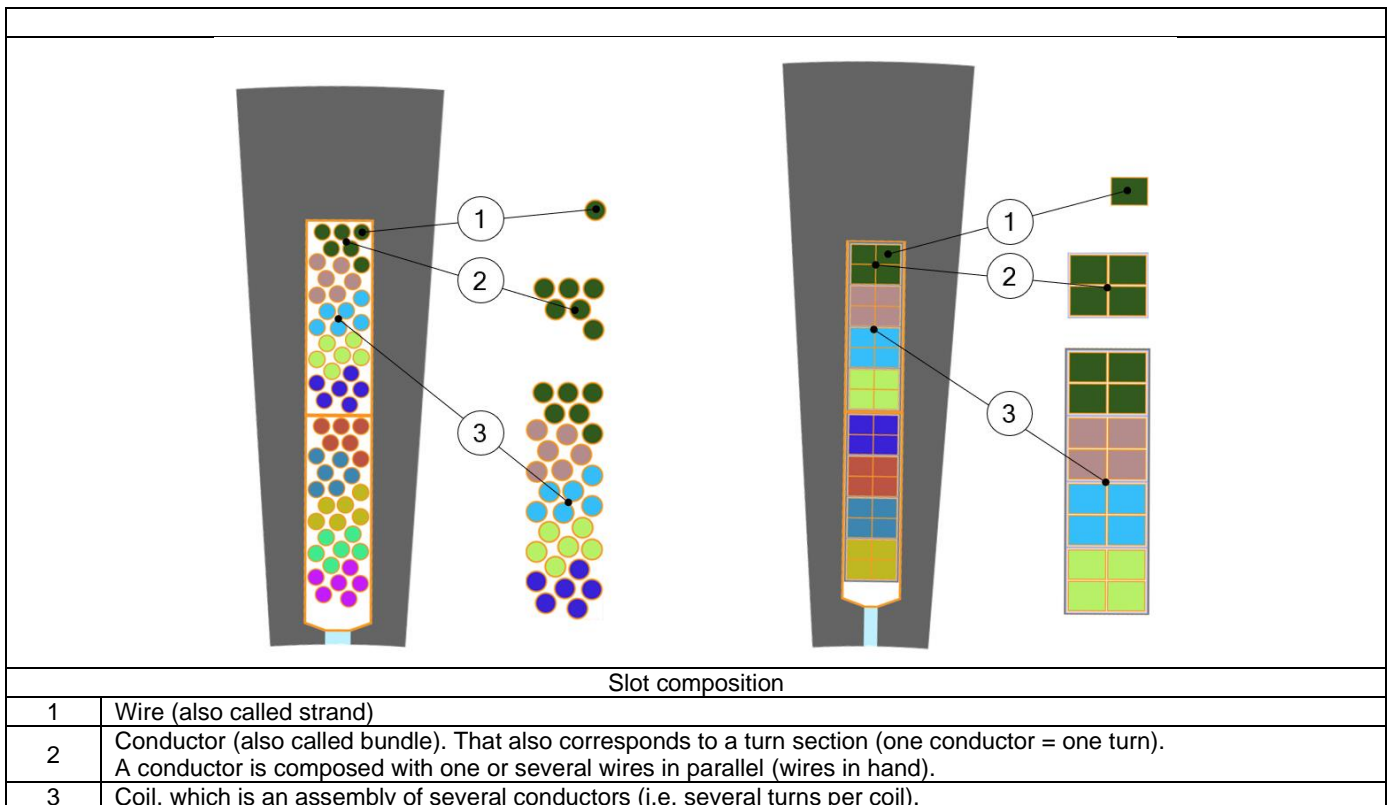 1
2
3
1
2
3
Slot composition
1 Wire (also called strand)
2 Conductor (also called bundle). That also corresponds to a turn section (one conductor = one turn).
A conductor is composed with one or several wires in parallel (wires in hand).
3 Coil, which is an assembly of several conductors (i.e. several turns per coil).